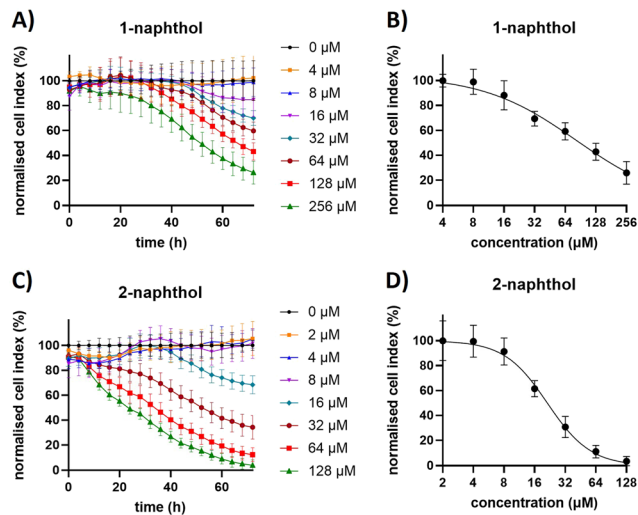 A)
1-naphthol
normalised cell index (%)
120
100
80
60
40
20
0
0 20 40 60
time (h)
0 µM
4 µM
8 µM
16 µM
32 µM
64 µM
128 µM
256 µM
B)
1-naphthol
normalised cell index (%)
120
100
80
60
40
20
0
4 8 16 32 64 128 256
concentration (µM)
C)
2-naphthol
normalised cell index (%)
120
100
80
60
40
20
0
0 20 40 60
time (h)
0 µM
2 µM
4 µM
8 µM
16 µM
32 µM
64 µM
128 µM
D)
2-naphthol
normalised cell index (%)
120
100
80
60
40
20
0
2 4 8 16 32 64 128
concentration (µM)